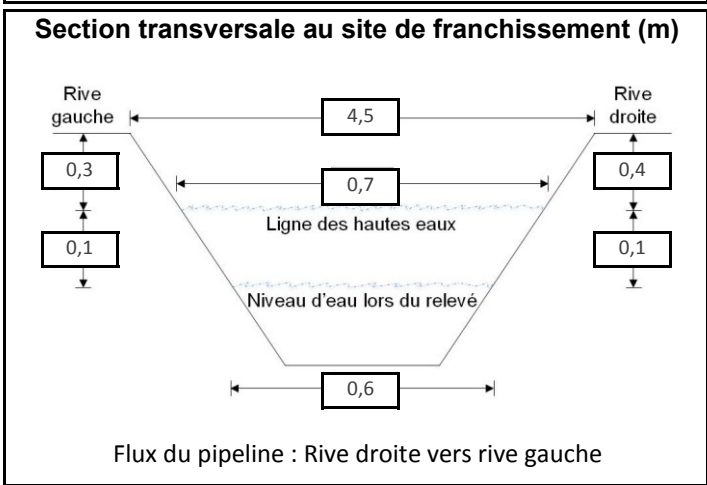 Section transversale au site de franchissement (m)
Rive
gauche
4,5
Rive
droite
0,3
0,7
0,4
Ligne des hautes eaux
0,1
0,1
Niveau d'eau lors du relevé
0,6
Flux du pipeline : Rive droite vers rive gauche